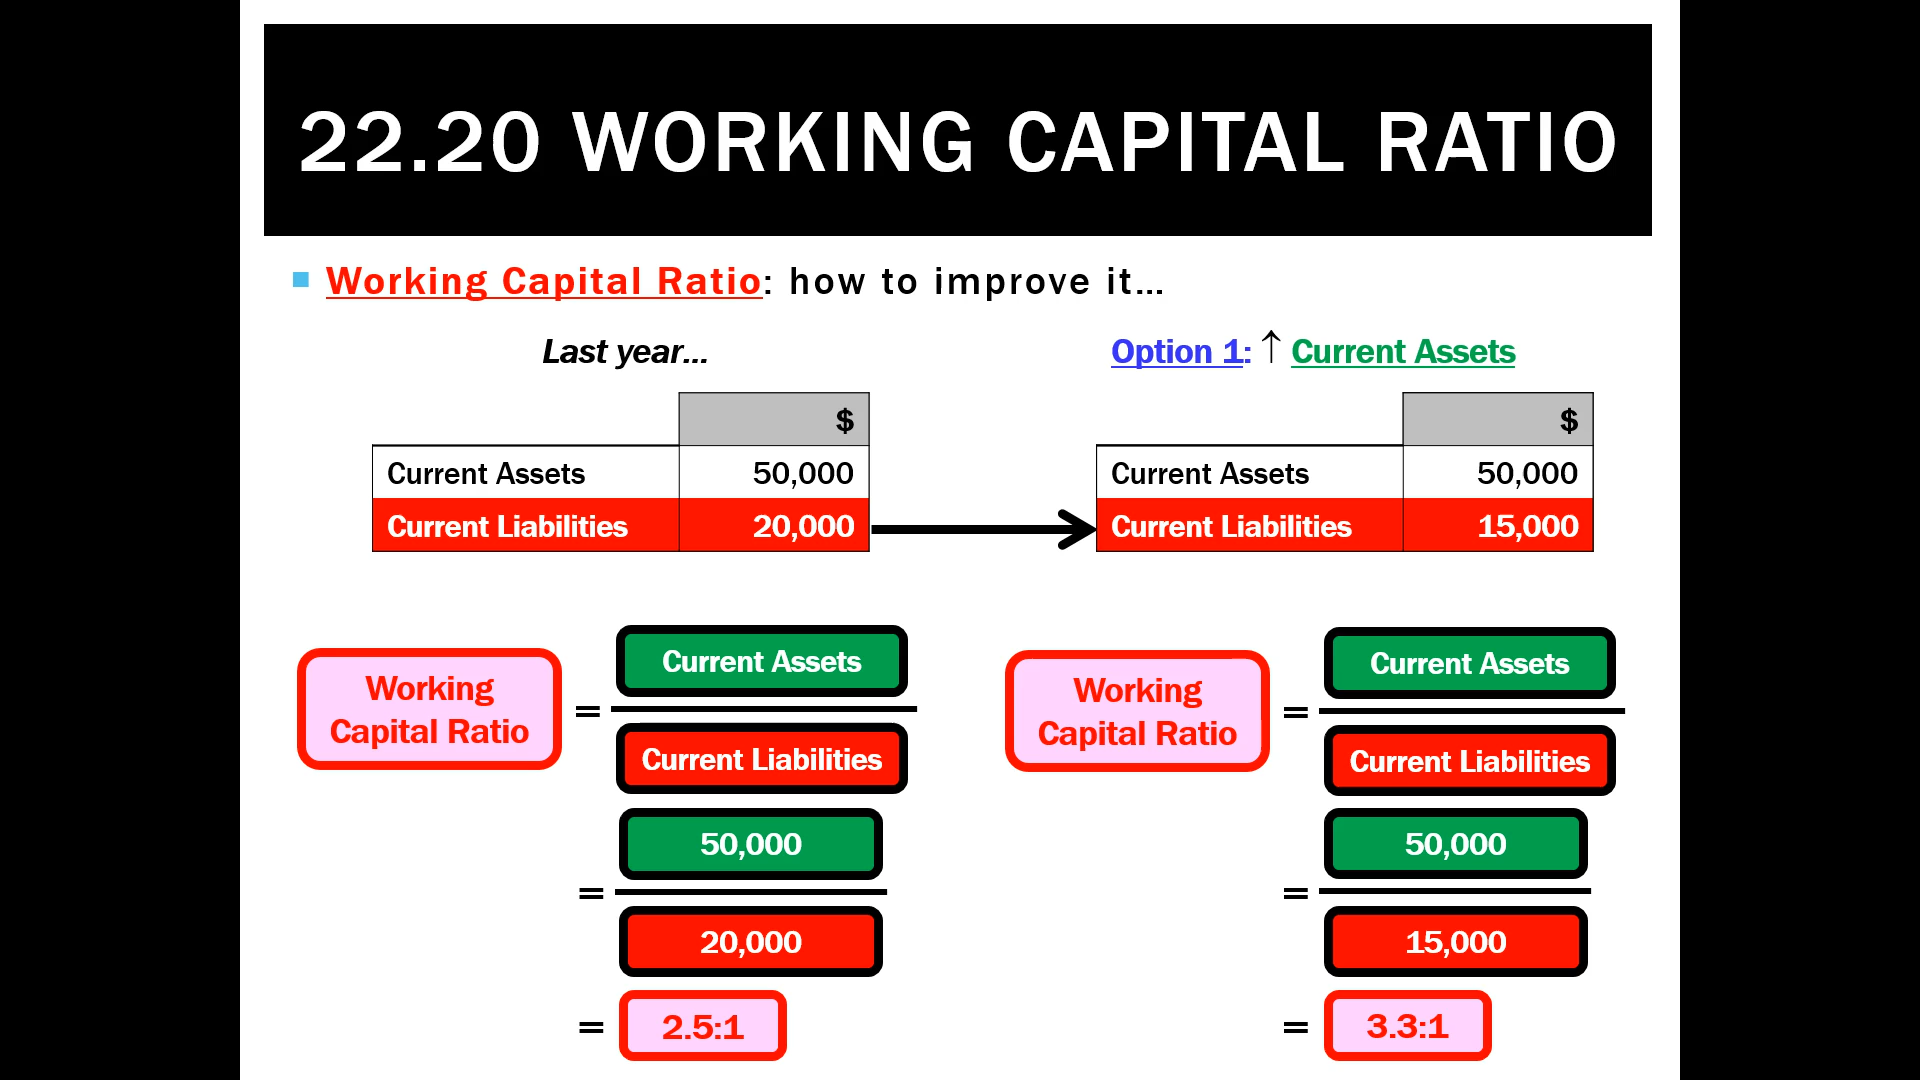 22.20 WORKING CAPITAL RATIO
Working Capital Ratio: how to improve it...
Last year...
$
Current Assets 50,000
Current Liabilities 20,000
Working
Capital Ratio
=
Current Assets
Current Liabilities
=
50,000
20,000
=
2.5:1
Option 1: ↑ Current Assets
$
Current Assets 50,000
Current Liabilities 15,000
Working
Capital Ratio
=
Current Assets
Current Liabilities
=
50,000
15,000
=
3.3:1